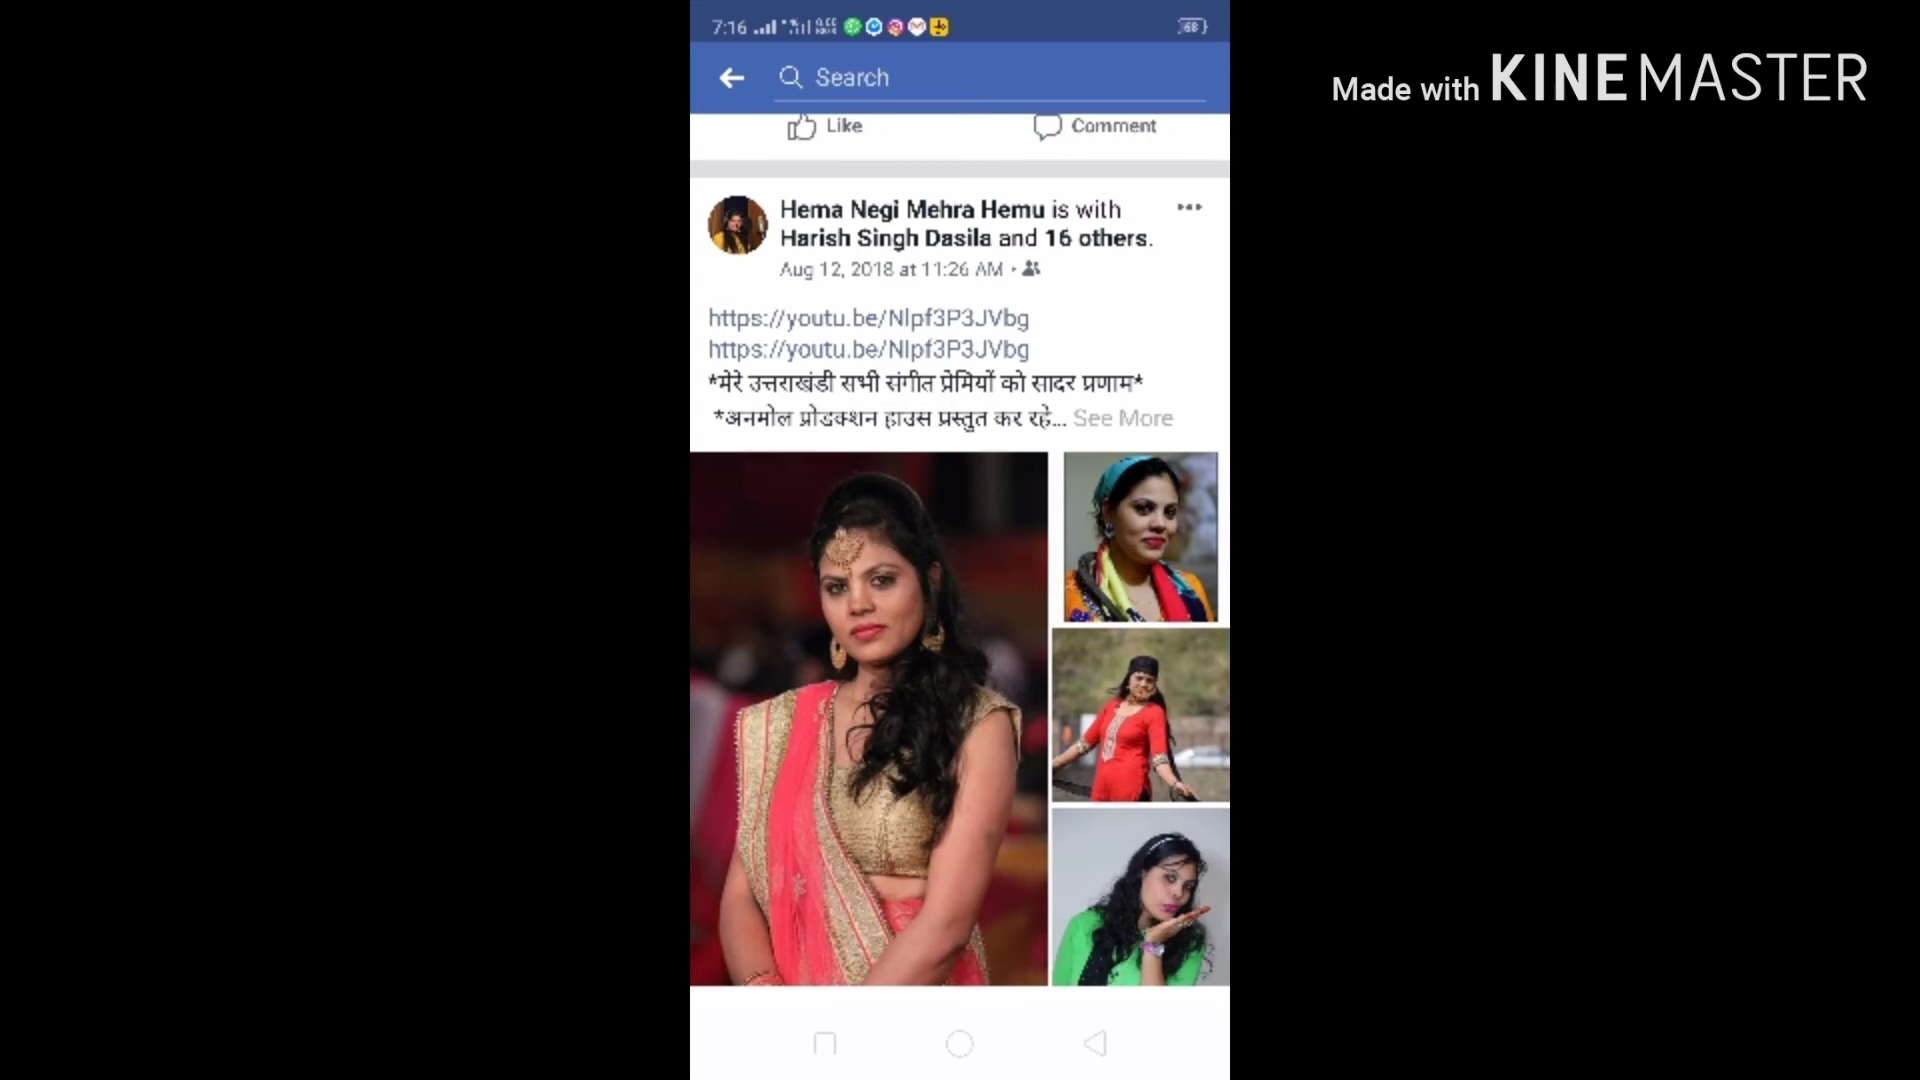 7:16
68
Made with KINEMASTER
Search
Like
Comment
Hema Negi Mehra Hemu is with
Harish Singh Dasila and 16 others.
Aug 12, 2018 at 11:26 AM
https://youtu.be/Nlpf3P3JVbg
https://youtu.be/Nlpf3P3JVbg
*मेरे उत्तराखंडी सभी संगीत प्रेमियों को सादर प्रणाम*
*अनमोल प्रोडक्शन हाउस प्रस्तुत कर रहे... See More